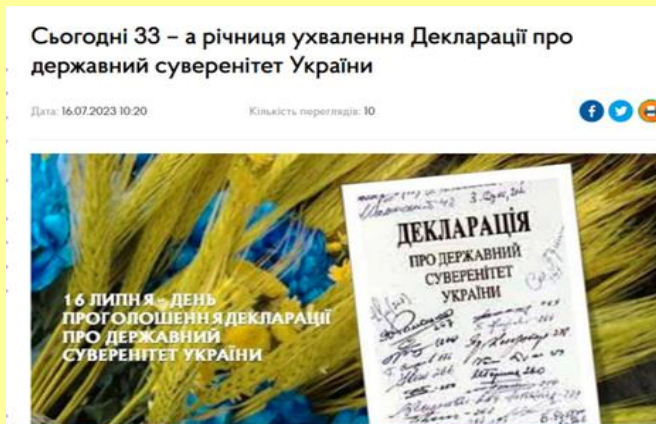 Сьогодні 33 – а річниця ухвалення Декларації про
державний суверенітет України
Дата: 16.07.2023 10:20
Кількість переглядів: 10
16 ЛИПНЯ – ДЕНЬ
ПРОГОЛОШЕННЯ ДЕКЛАРАЦІЇ
ПРО ДЕРЖАВНИЙ
СУВЕРЕНІТЕТ УКРАЇНИ
ДЕКЛАРАЦІЯ
ПРО ДЕРЖАВНИЙ
СУВЕРЕНІТЕТ
УКРАЇНИ